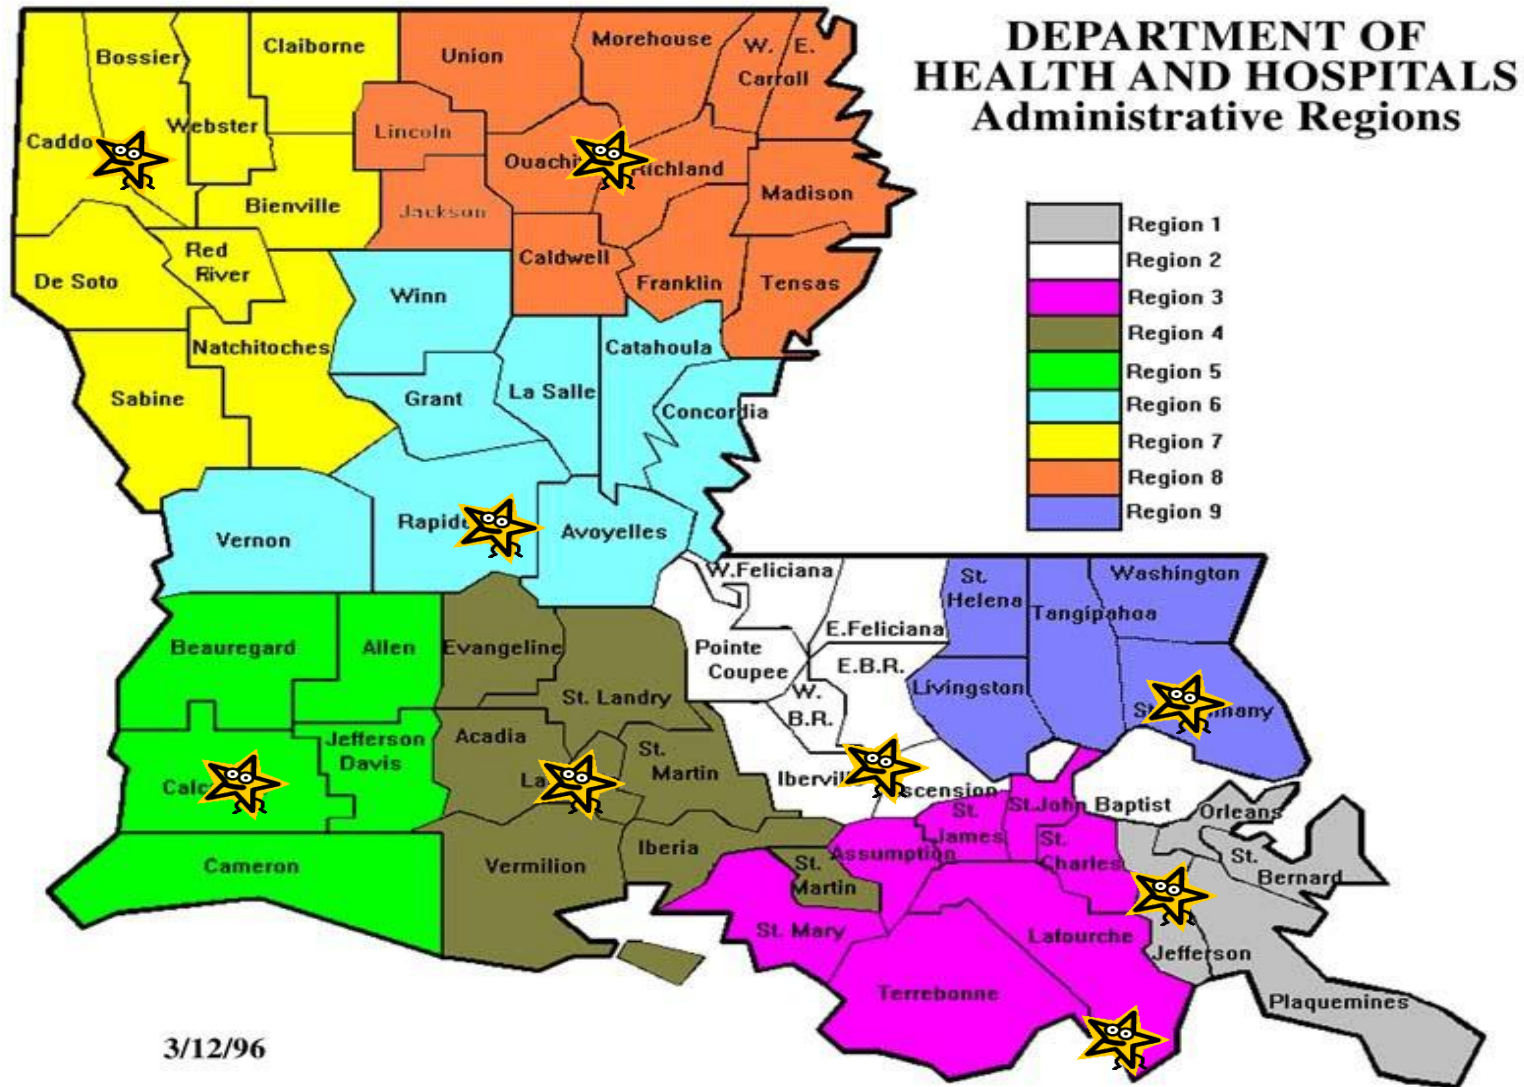 DEPARTMENT OF
HEALTH AND HOSPITALS
Administrative Regions
Region 1
Region 2
Region 3
Region 4
Region 5
Region 6
Region 7
Region 8
Region 9
Bossier
Claiborne
Union
Morehouse
W. E.
Carroll
Caddo
Webster
Lincoln
Richland
Madison
Bienville
Jackson
De Soto
Red
River
Winn
Caldwell
Franklin
Tensas
Natchitoches
Catahoula
Sabine
Grant
La Salle
Concordia
Vernon
Avoyelles
W.Feliciana
St.
Helena
Washington
Tangipahoa
Beauregard
Allen
Evangeline
E.Feliciana
Pointe
Coupee
E.B.R.
St. Landry
W.
B.R.
Livingston
Jefferson
Davis
Acadia
St.
Martin
St.
James
St.John
Baptist
Orleans
St.
Charles
St.
Bernard
Cameron
Vermilion
Iberia
St.
Martin
Assumption
St. Mary
Lafourche
Jefferson
Terrebonne
Plaquemines
3/12/96